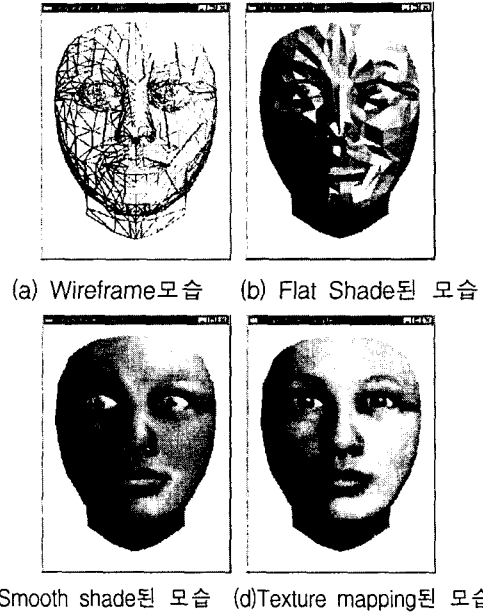 (a) Wireframe모습 (b) Flat Shade된 모습
Smooth shade된 모습 (d)Texture mapping된 모습